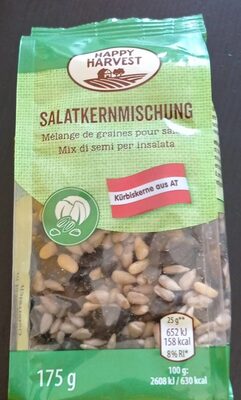 HAPPY
HARVEST
SALATKERNMISCHUNG
Mélange de graines pour salade
Mix di semi per insalata
Kürbiskerne aus AT
25 g**
652 kJ
158 kcal
8% RI*
175 g
100 g:
2608 kJ / 630 kcal